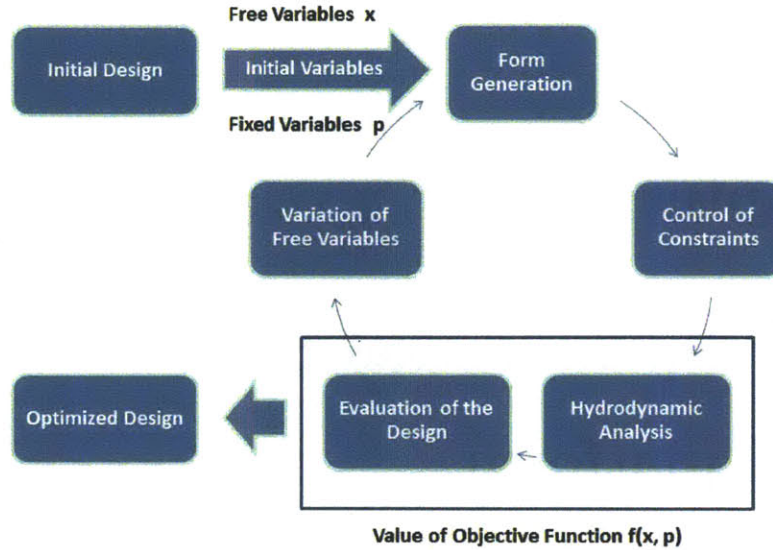 Free Variables x
Initial Design
Initial Variables
Form
Generation
Fixed Variables p
Variation of
Free Variables
Control of
Constraints
Optimized Design
Evaluation of the
Design
Hydrodynamic
Analysis
Value of Objective Function f(x, p)